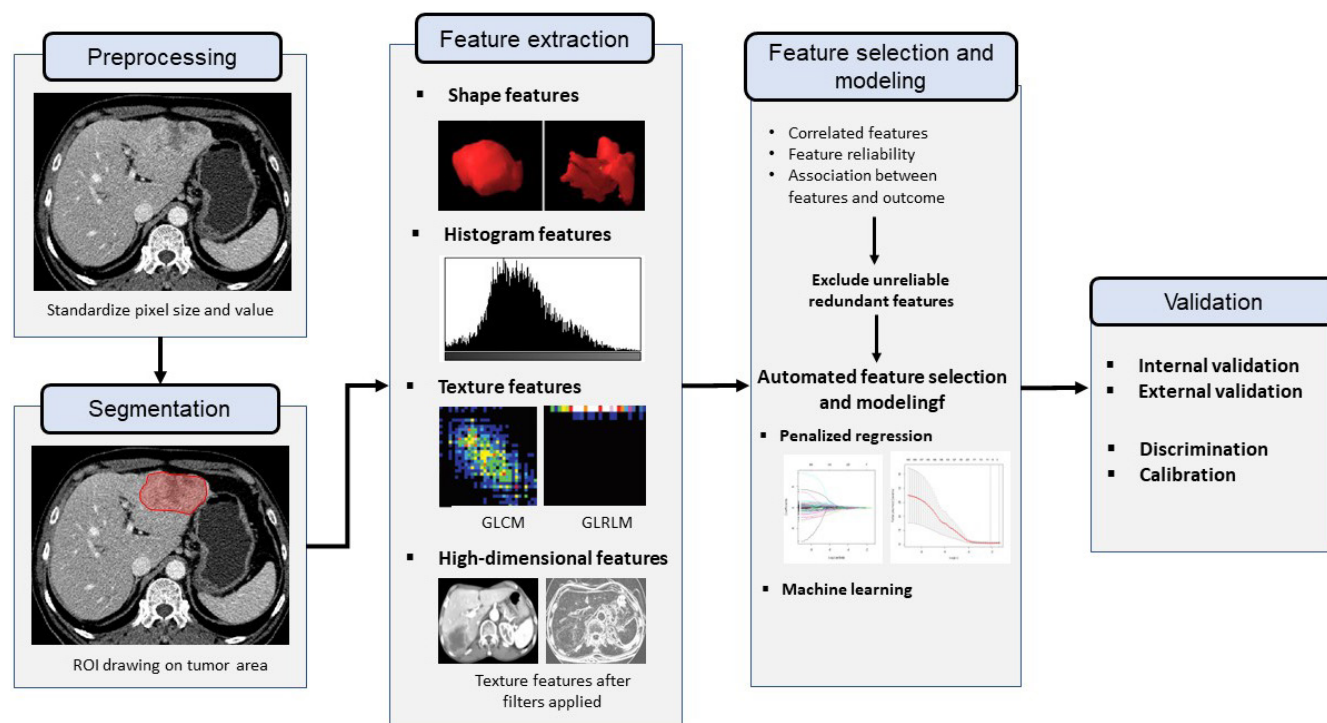 Preprocessing
Standardize pixel size and value
Segmentation
ROI drawing on tumor area
Feature extraction
▪ Shape features
▪ Histogram features
▪ Texture features
GLCM
GLRLM
▪ High-dimensional features
Texture features after
filters applied
Feature selection and
modeling
• Correlated features
• Feature reliability
• Association between
features and outcome
Exclude unreliable
redundant features
Automated feature selection
and modelingf
▪ Penalized regression
▪ Machine learning
Validation
▪ Internal validation
▪ External validation
▪ Discrimination
▪ Calibration